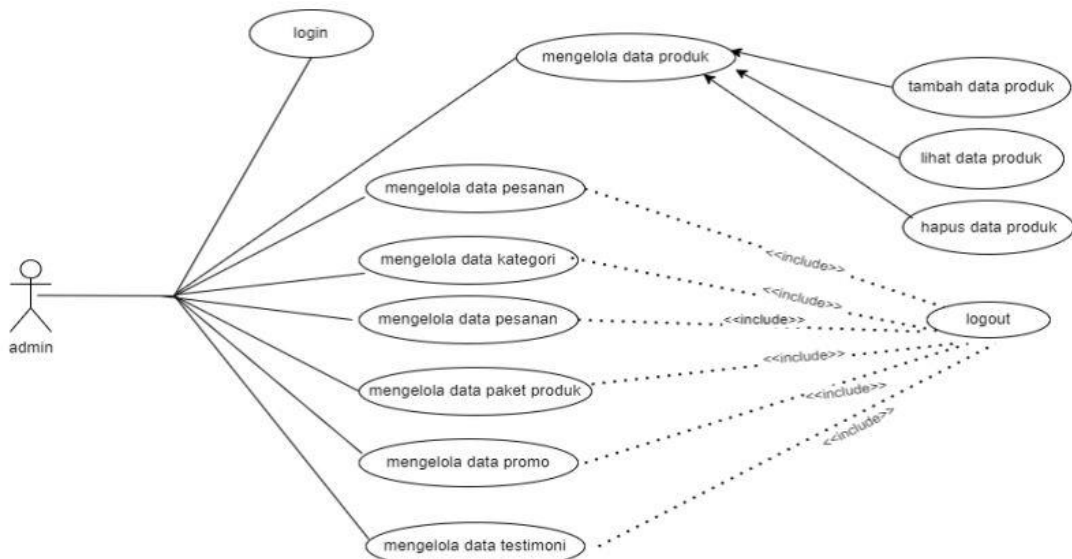 login
mengelola data produk
tambah data produk
lihat data produk
mengelola data pesanan
hapus data produk
<<include>>
mengelola data kategori
<<include>>
mengelola data pesanan
<<include>>
logout
admin
<<include>>
mengelola data paket produk
<<include>>
<<include>>
mengelola data promo
mengelola data testimoni